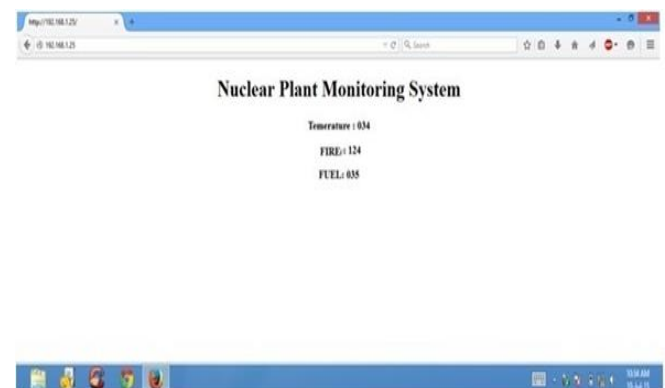 http://192.168.1.25/
192.168.1.25
Search
Nuclear Plant Monitoring System
Temerature : 034
FIRE: : 124
FUEL: 035